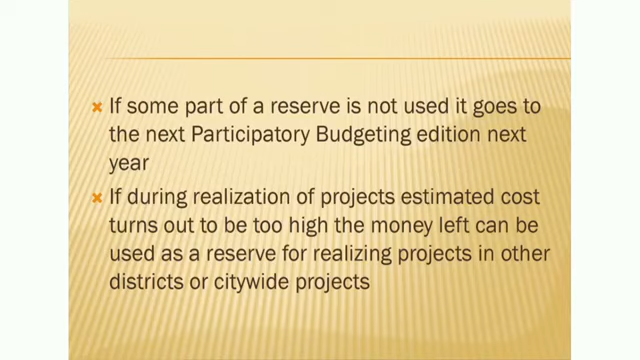 If some part of a reserve is not used it goes to
the next Participatory Budgeting edition next
year
If during realization of projects estimated cost
turns out to be too high the money left can be
used as a reserve for realizing projects in other
districts or citywide projects